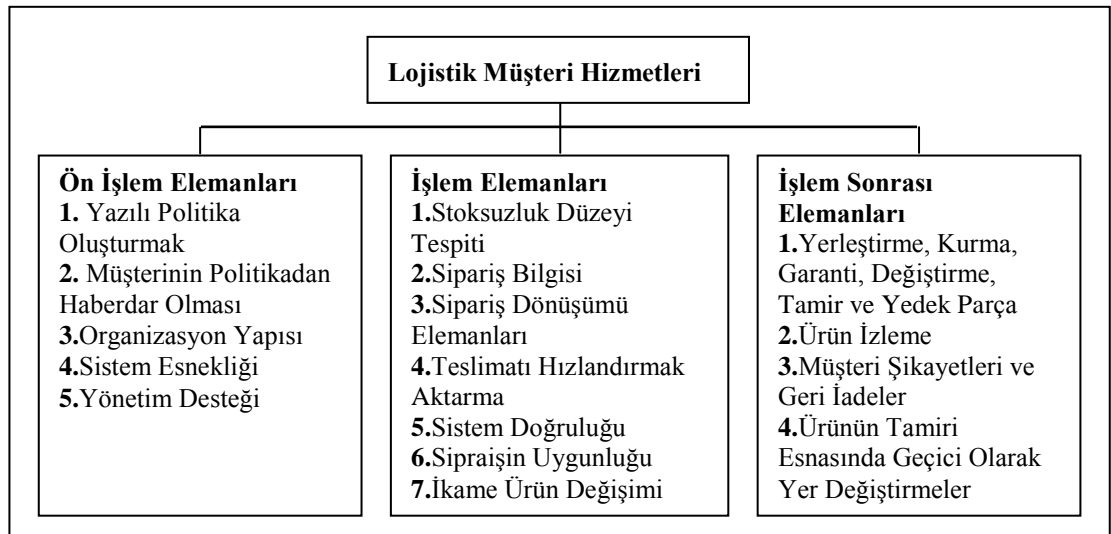 Lojistik Müşteri Hizmetleri
Ön İşlem Elemanları
1. Yazılı Politika
Oluşturmak
2. Müşterinin Politikadan
Haberdar Olması
3.Organizasyon Yapısı
4.Sistem Esnekliği
5.Yönetim Desteği
İşlem Elemanları
1.Stoksuzluk Düzeyi
Tespiti
2.Sipariş Bilgisi
3.Sipariş Dönüşümü
Elemanları
4.Teslimatı Hızlandırmak
Aktarma
5.Sistem Doğruluğu
6.Sipraişin Uygunluğu
7.İkame Ürün Değişimi
İşlem Sonrası
Elemanları
1.Yerleştirme, Kurma,
Garanti, Değiştirme,
Tamir ve Yedek Parça
2.Ürün İzleme
3.Müşteri Şikayetleri ve
Geri İadeler
4.Ürünün Tamiri
Esnasında Geçici Olarak
Yer Değiştirmeler